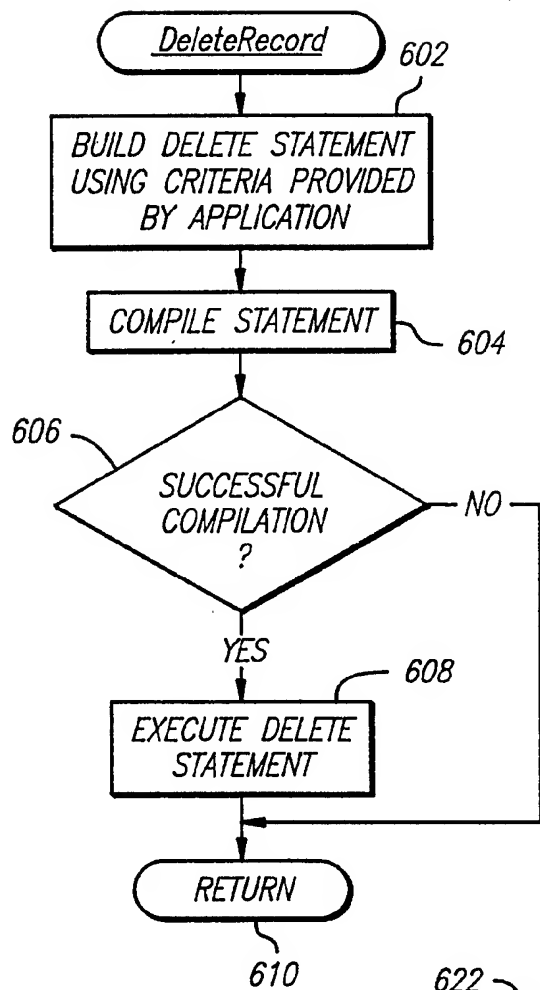 DeleteRecord
602
BUILD DELETE STATEMENT
USING CRITERIA PROVIDED
BY APPLICATION
COMPILE STATEMENT
604
606
SUCCESSFUL
COMPILATION
?
NO
YES
608
EXECUTE DELETE
STATEMENT
RETURN
610
622